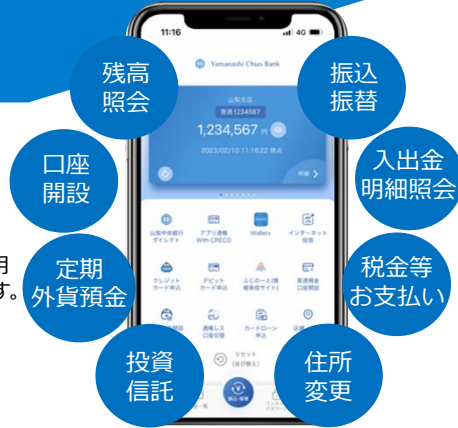 11:16
4G
Yamanashi Chuo Bank
残高
照会
振込
振替
山梨支店
普通 1234567
1,234,567 円
2023/02/10 11:16:22 時点
明細
口座
開設
入出金
明細照会
山梨中央銀行
ダイレクト
アプリ通帳
With CRECO
Wallet+
インターネット
投信
明
す。
定期
外貨預金
クレジット
カード申込
デビット
カード申込
ふじのーと(情
報発信サイト)
普通預金
口座開設
税金等
お支払い
通帳レス
口座切替
カードローン
申込
リセット
(並び替え)
投資
信託
振込・振替
住所
変更